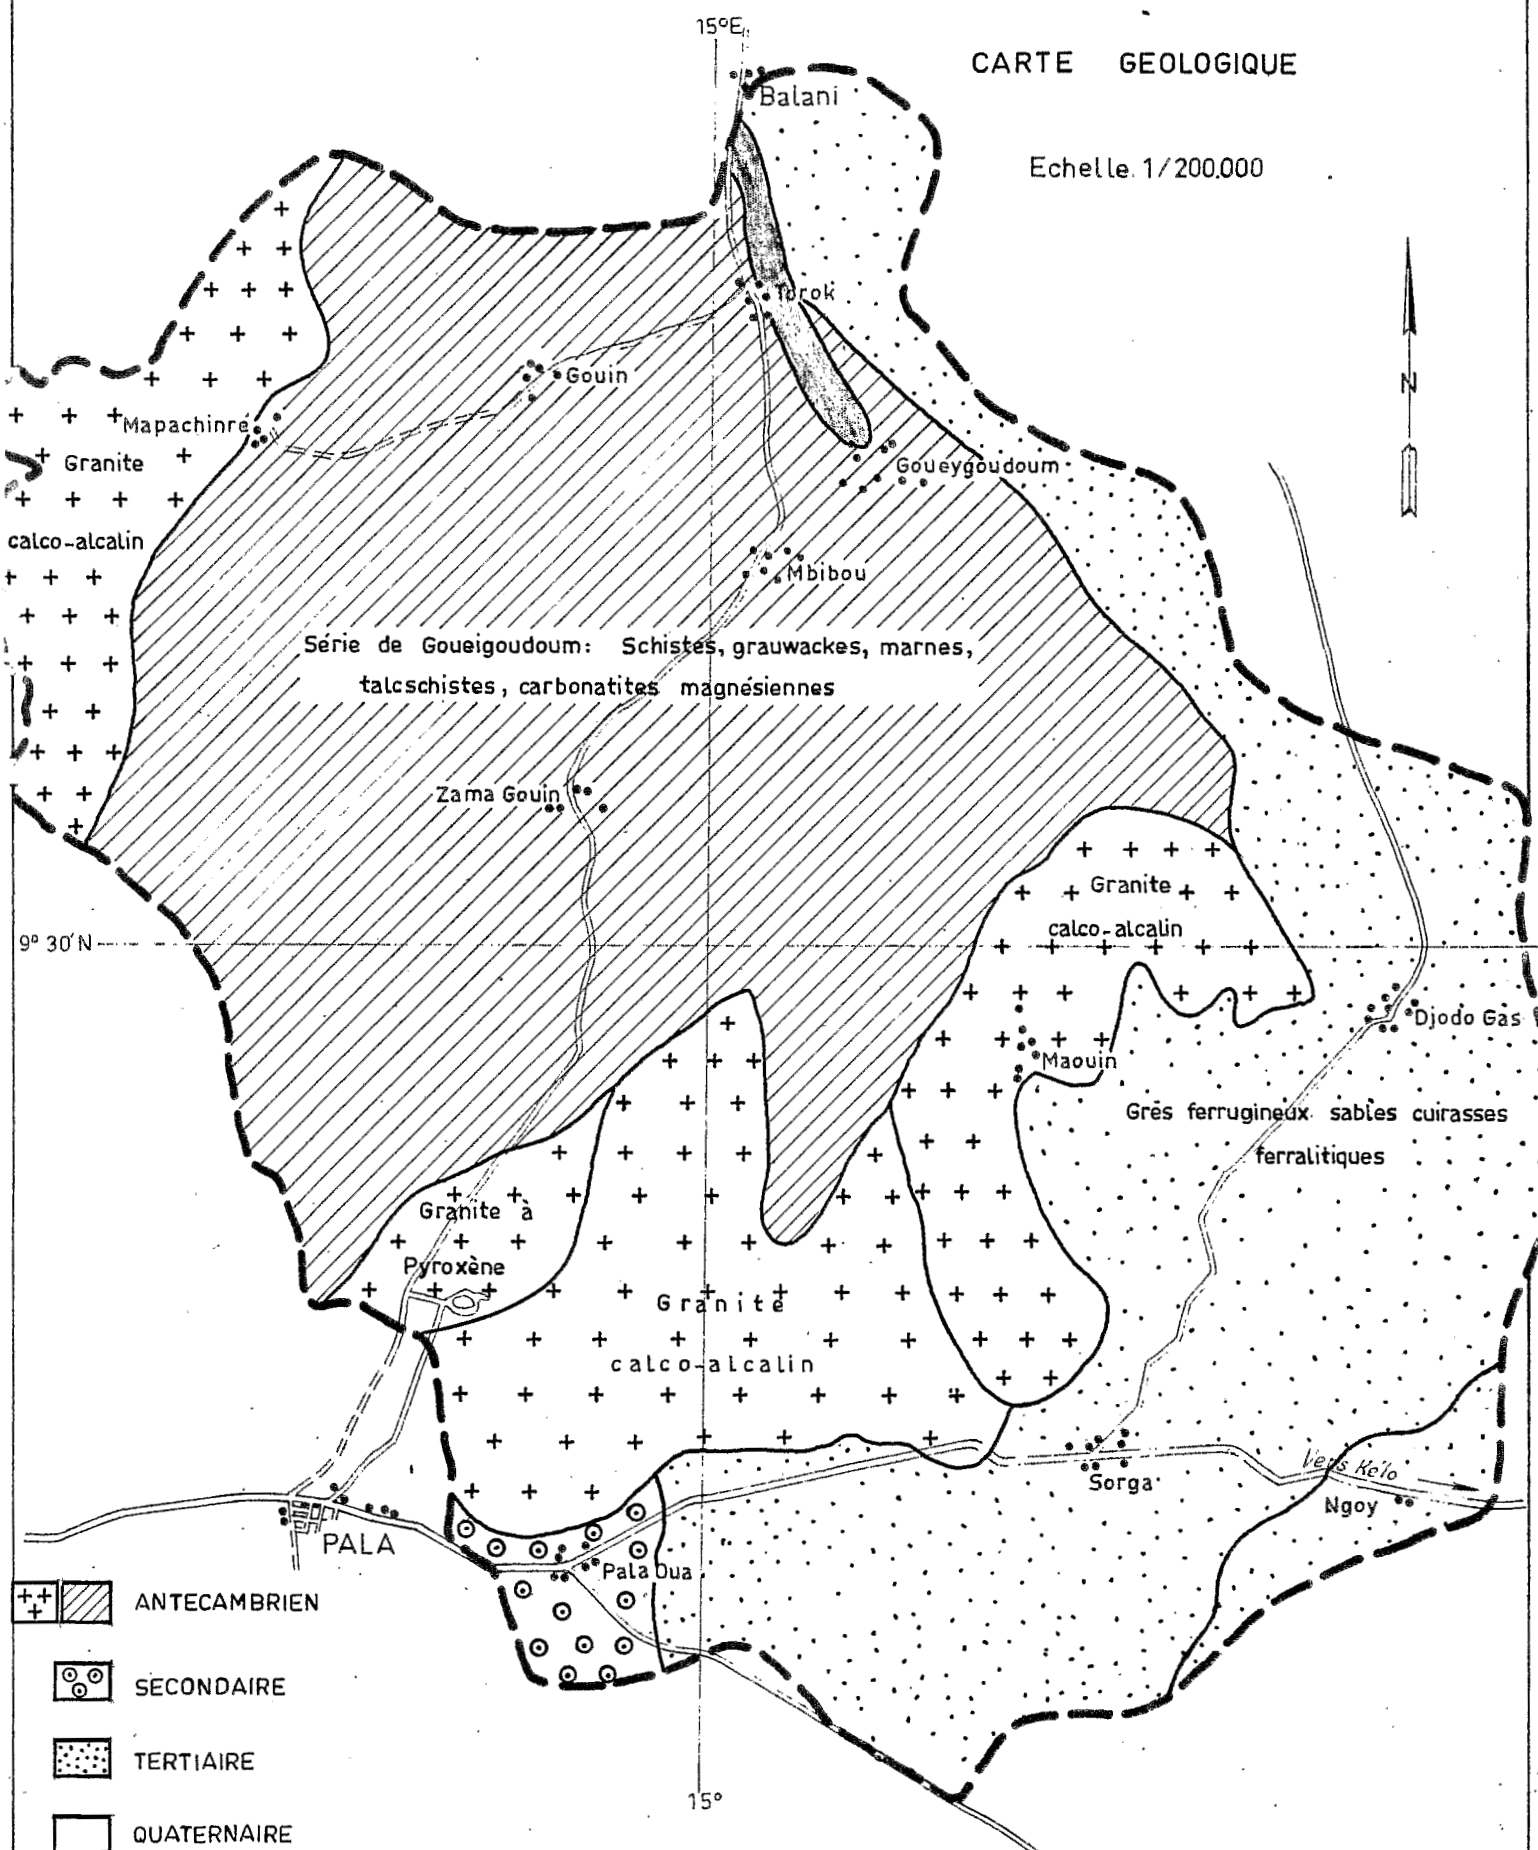 15°E
CARTE GEOLOGIQUE
Balani
Echelle 1/200.000
Torok
N
Gouin
Mapachinré
Granite
Goueygoudoum
calco-alcalin
Mbibou
Série de Goueigoudoum: Schistes, grauwackes, marnes,
talcschistes, carbonatites magnésiennes
Zama Gouin
Granite
calco-alcalin
9° 30' N
Djodo Gas
Maouin
Grès ferrugineux sables cuirasses
ferralitiques
Granite à
Pyroxène
Granite
calco-alcalin
Vers Kélo
Sorga
Ngoy
PALA
Pala Oua
ANTECAMBRIEN
SECONDAIRE
TERTIAIRE
15°
QUATERNAIRE